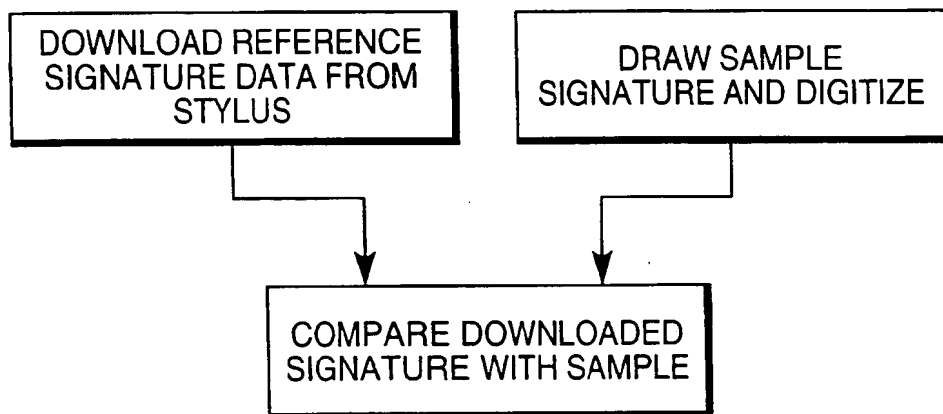 DOWNLOAD REFERENCE
SIGNATURE DATA FROM
STYLUS
DRAW SAMPLE
SIGNATURE AND DIGITIZE
COMPARE DOWNLOADED
SIGNATURE WITH SAMPLE